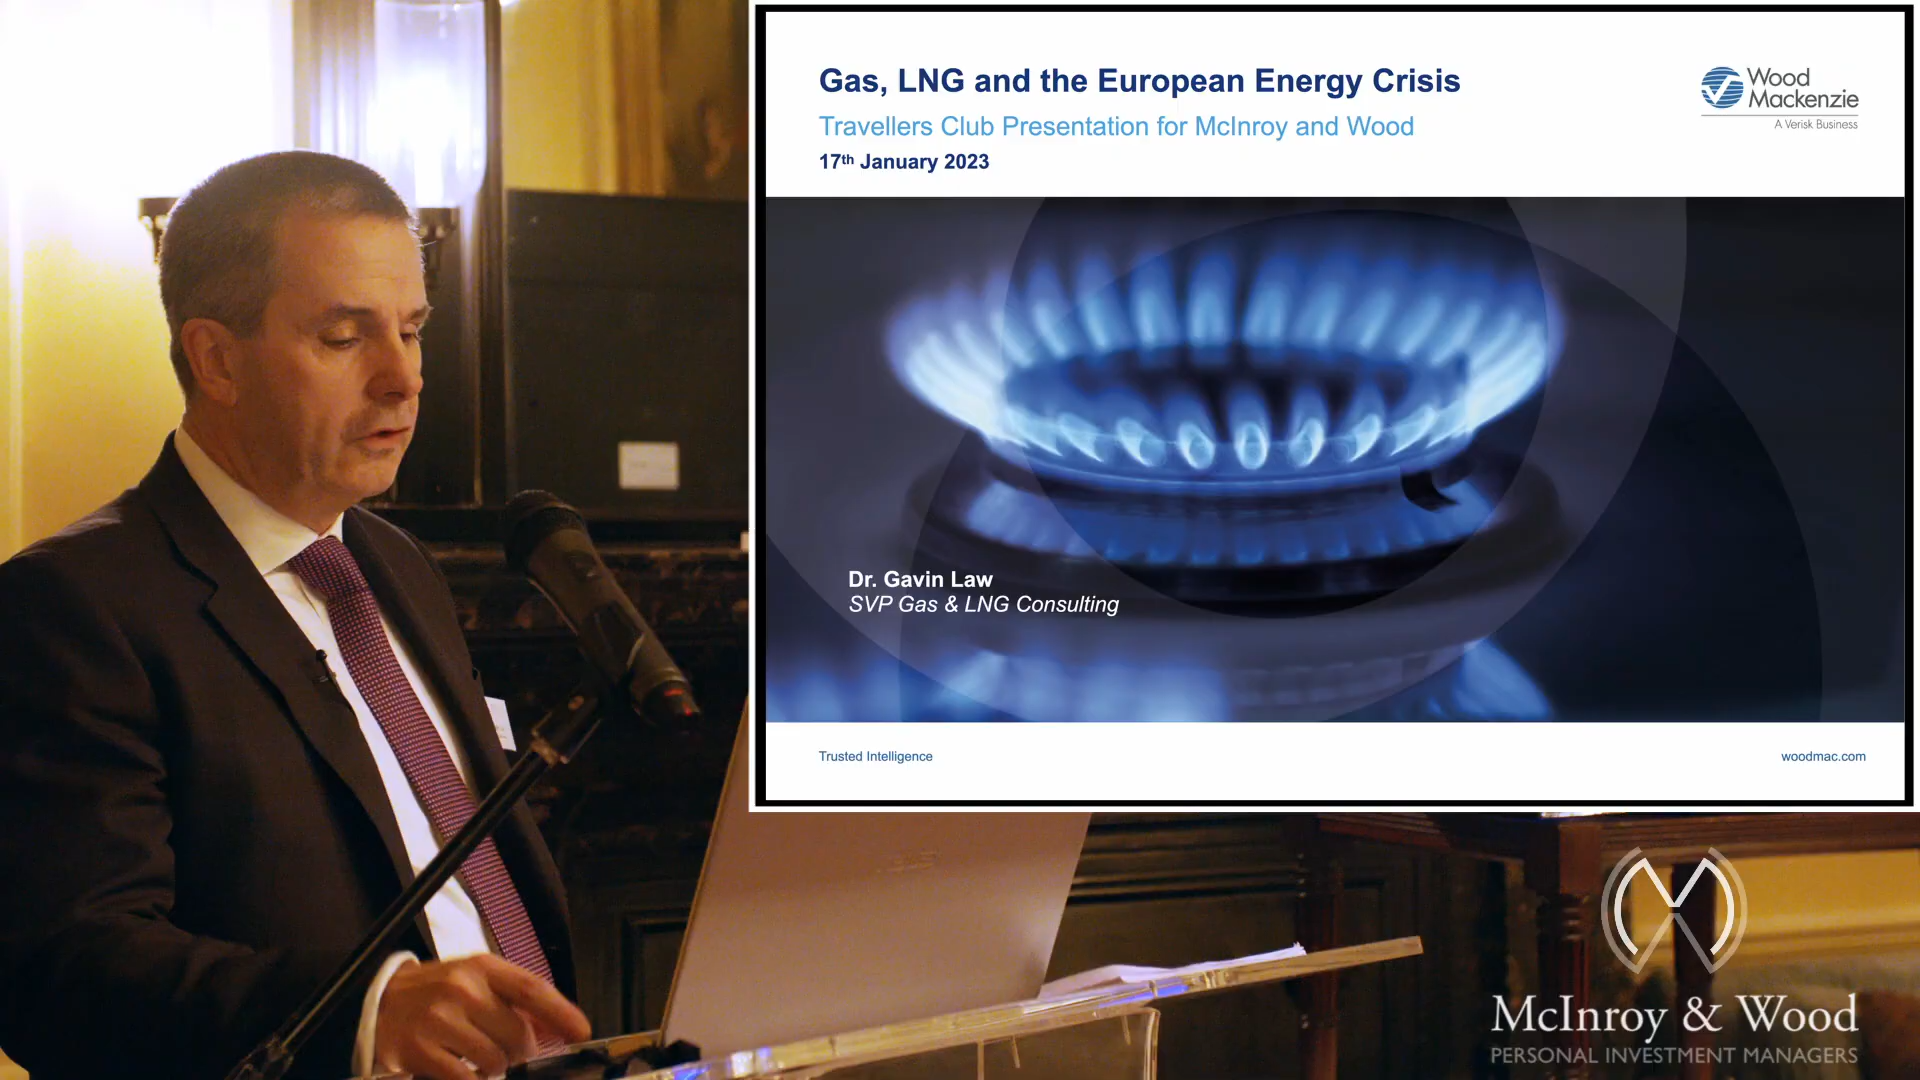 Gas, LNG and the European Energy Crisis
Travellers Club Presentation for McInroy and Wood
17th January 2023
Wood
Mackenzie
A Verisk Business
Dr. Gavin Law
SVP Gas & LNG Consulting
Trusted Intelligence
woodmac.com
McInroy & Wood
PERSONAL INVESTMENT MANAGERS